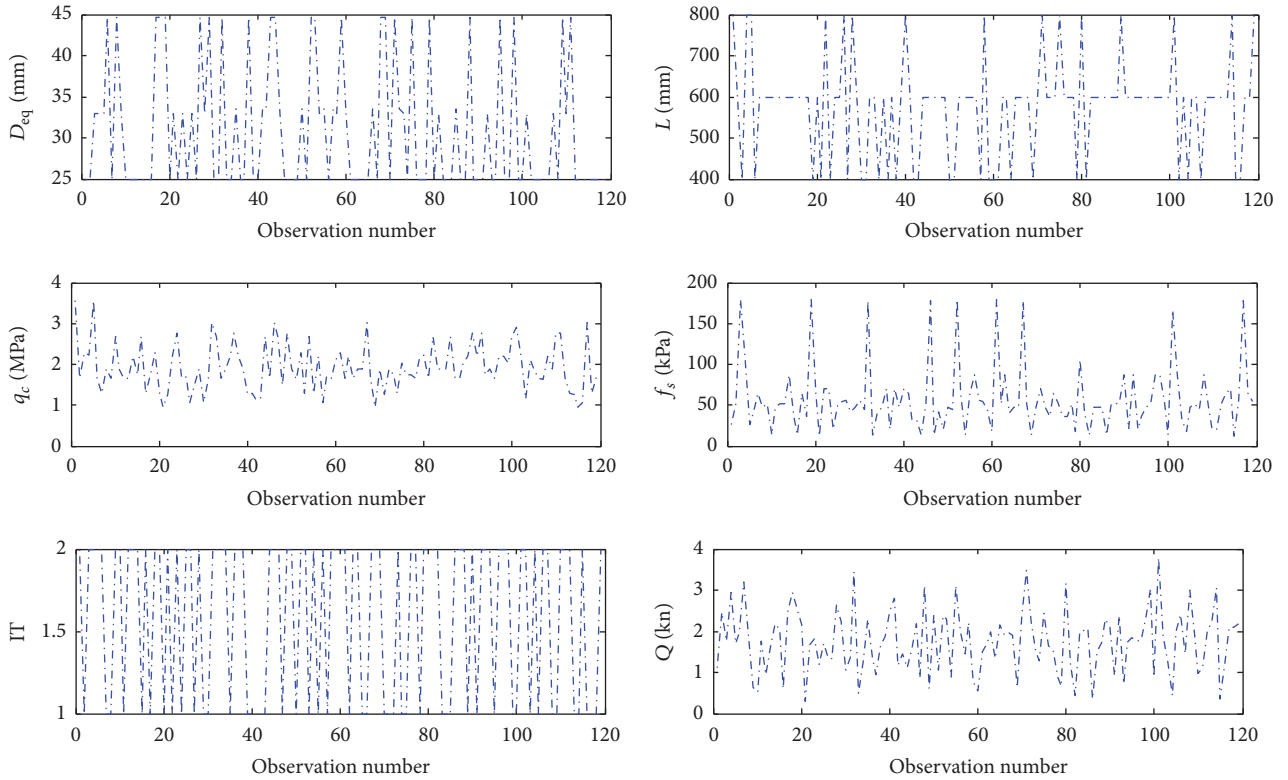 45
40
35
30
25
D_eq (mm)
0 20 40 60 80 100 120
Observation number
800
700
600
500
400
L (mm)
0 20 40 60 80 100 120
Observation number
4
3
2
1
0
q_c (MPa)
0 20 40 60 80 100 120
Observation number
200
150
100
50
0
f_s (kPa)
0 20 40 60 80 100 120
Observation number
2
1.5
1
IT
0 20 40 60 80 100 120
Observation number
4
3
2
1
0
Q (kn)
0 20 40 60 80 100 120
Observation number